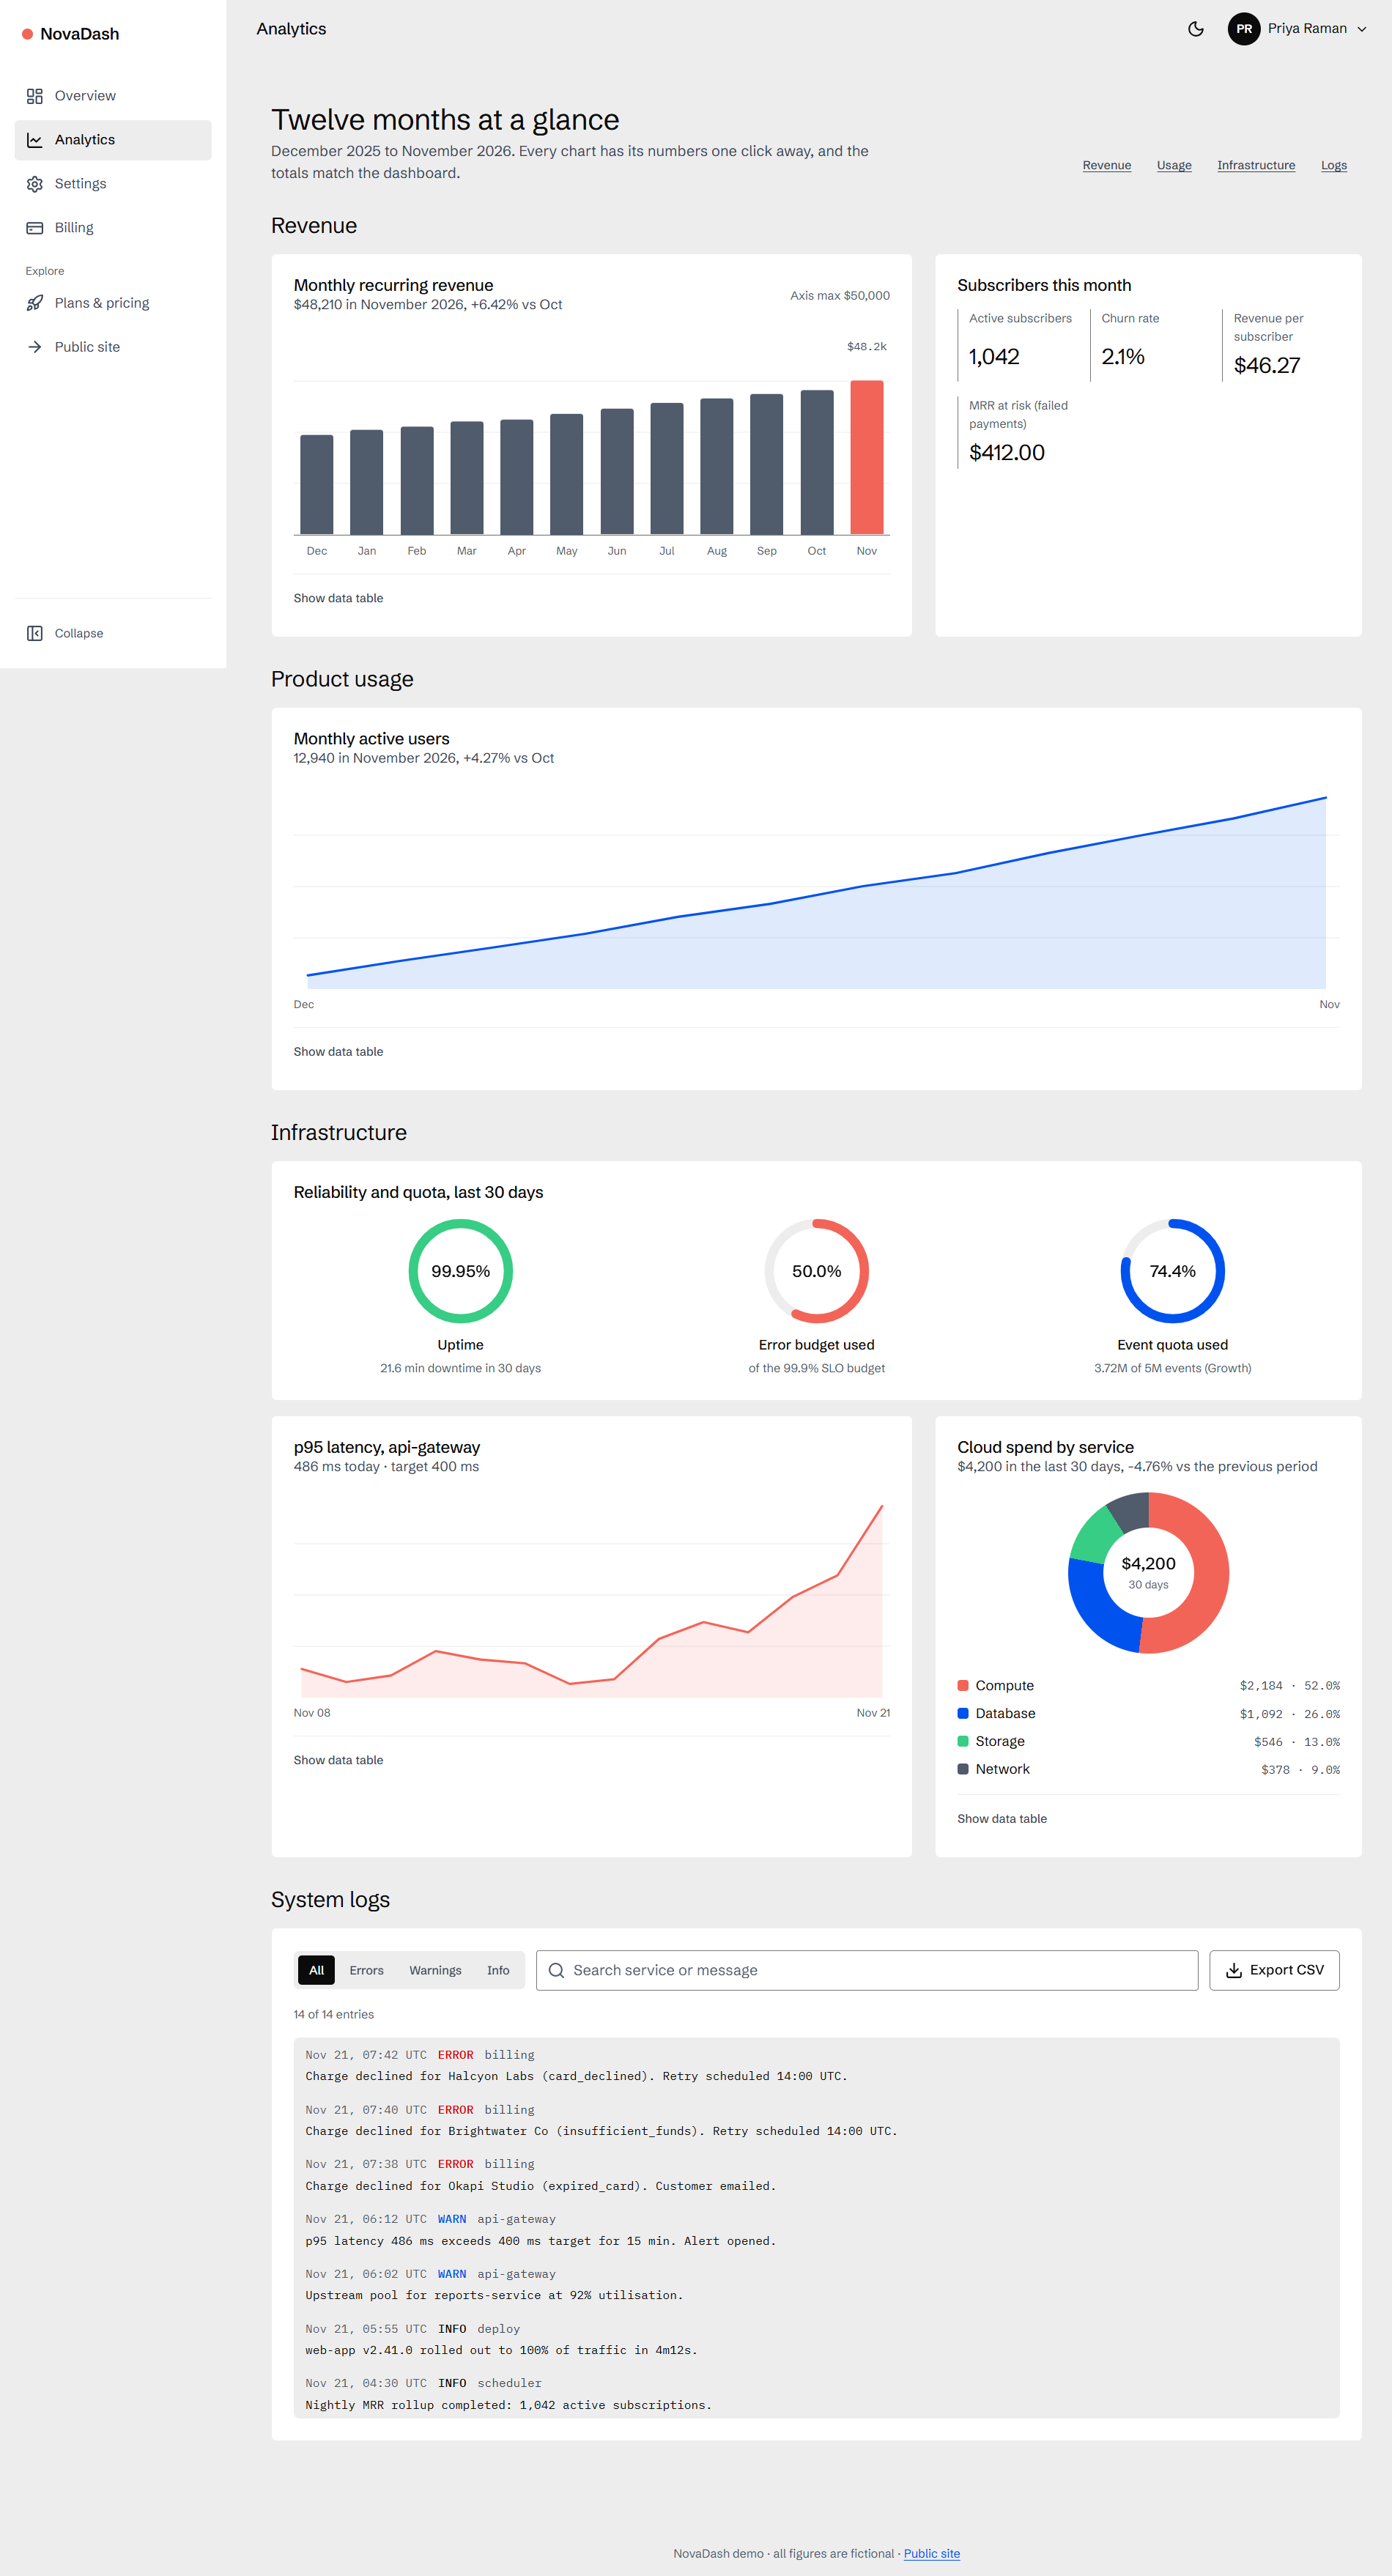 NovaDash
Overview
Analytics
Settings
Billing
Explore
Plans & pricing
Public site
Collapse
Analytics
PR
Priya Raman
Twelve months at a glance
December 2025 to November 2026. Every chart has its numbers one click away, and the
totals match the dashboard.
Revenue
Usage
Infrastructure
Logs
Revenue
Monthly recurring revenue
$48,210 in November 2026, +6.42% vs Oct
Axis max $50,000
$48.2k
Dec
Jan
Feb
Mar
Apr
May
Jun
Jul
Aug
Sep
Oct
Nov
Show data table
Subscribers this month
Active subscribers
1,042
Churn rate
2.1%
Revenue per
subscriber
$46.27
MRR at risk (failed
payments)
$412.00
Product usage
Monthly active users
12,940 in November 2026, +4.27% vs Oct
Dec
Nov
Show data table
Infrastructure
Reliability and quota, last 30 days
99.95%
Uptime
21.6 min downtime in 30 days
50.0%
Error budget used
of the 99.9% SLO budget
74.4%
Event quota used
3.72M of 5M events (Growth)
p95 latency, api-gateway
486 ms today · target 400 ms
Nov 08
Nov 21
Show data table
Cloud spend by service
$4,200 in the last 30 days, -4.76% vs the previous period
$4,200
30 days
Compute
$2,184 · 52.0%
Database
$1,092 · 26.0%
Storage
$546 · 13.0%
Network
$378 · 9.0%
Show data table
System logs
All
Errors
Warnings
Info
Search service or message
Export CSV
14 of 14 entries
Nov 21, 07:42 UTC ERROR billing
Charge declined for Halcyon Labs (card_declined). Retry scheduled 14:00 UTC.
Nov 21, 07:40 UTC ERROR billing
Charge declined for Brightwater Co (insufficient_funds). Retry scheduled 14:00 UTC.
Nov 21, 07:38 UTC ERROR billing
Charge declined for Okapi Studio (expired_card). Customer emailed.
Nov 21, 06:12 UTC WARN api-gateway
p95 latency 486 ms exceeds 400 ms target for 15 min. Alert opened.
Nov 21, 06:02 UTC WARN api-gateway
Upstream pool for reports-service at 92% utilisation.
Nov 21, 05:55 UTC INFO deploy
web-app v2.41.0 rolled out to 100% of traffic in 4m12s.
Nov 21, 04:30 UTC INFO scheduler
Nightly MRR rollup completed: 1,042 active subscriptions.
NovaDash demo · all figures are fictional · Public site